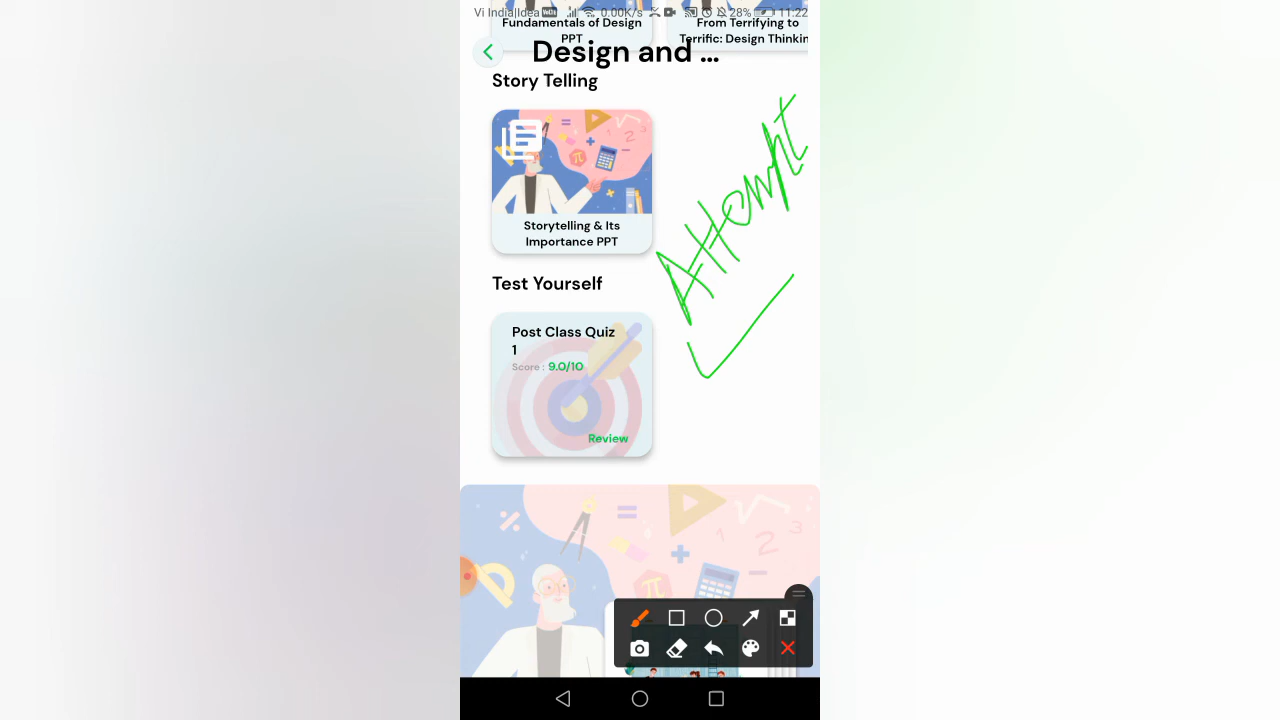 Vi India|Idea 0.00K/s 28% 11:22
Fundamentals of Design
PPT
From Terrifying to
Terrific: Design Thinkin
Design and ...
Story Telling
Storytelling & Its
Importance PPT
Attempt
Test Yourself
Post Class Quiz
1
Score : 9.0/10
Review